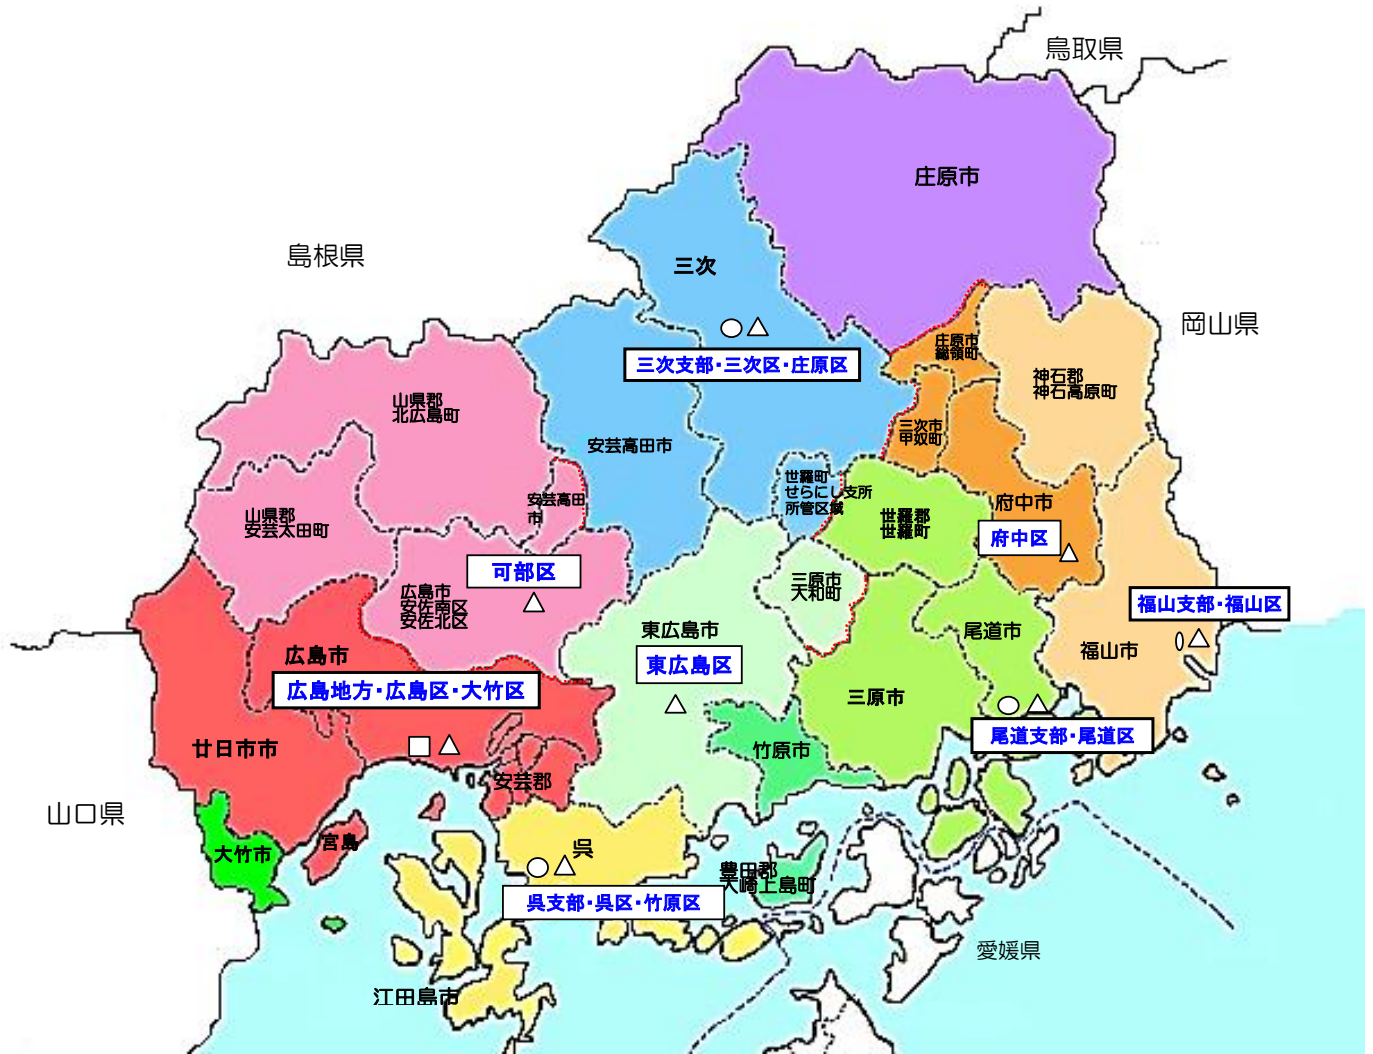 鳥取県
庄原市
島根県
三次
岡山県
三次支部・三次区・庄原区
庄原市
総領町
神石郡
神石高原町
山県郡
北広島町
三次市
甲奴町
安芸高田市
世羅町
せらにし支所
所管区域
安芸高田
市
府中市
山県郡
安芸太田町
世羅郡
世羅町
府中区
可部区
三原市
大和町
広島市
安佐南区
安佐北区
福山支部・福山区
東広島市
尾道市
広島市
福山市
東広島区
広島地方・広島区・大竹区
三原市
尾道支部・尾道区
廿日市市
竹原市
安芸郡
山口県
宮島
呉
大竹市
豊田郡
大崎上島町
呉支部・呉区・竹原区
愛媛県
江田島市